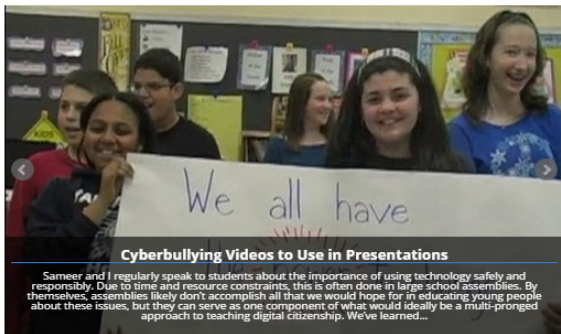 KIDS
We all have
Cyberbullying Videos to Use in Presentations
Sameer and I regularly speak to students about the importance of using technology safely and
responsibly. Due to time and resource constraints, this is often done in large school assemblies. By
themselves, assemblies likely don't accomplish all that we would hope for in educating young people
about these issues, but they can serve as one component of what would ideally be a multi-pronged
approach to teaching digital citizenship. We've learned...